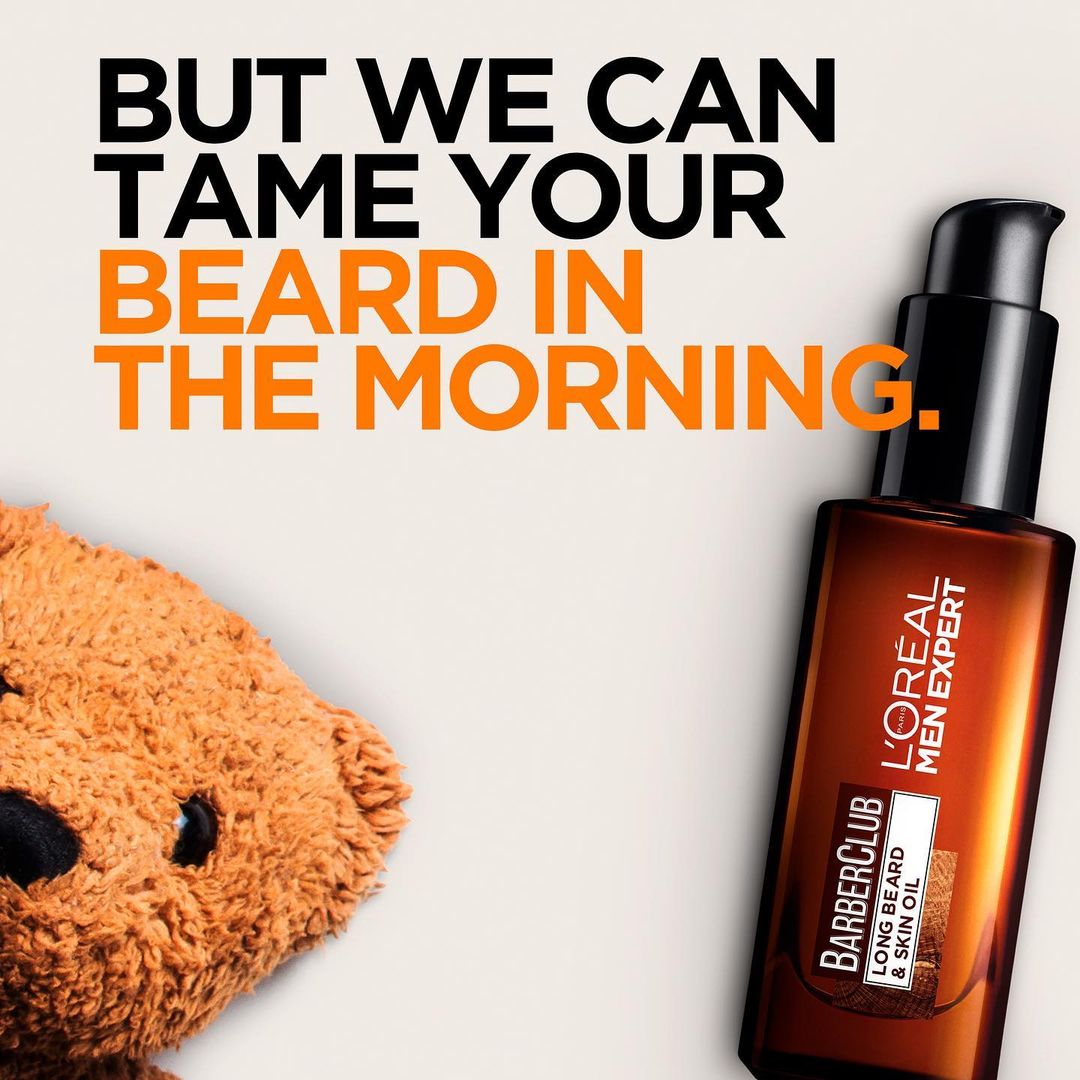 BUT WE CAN
TAME YOUR
BEARD IN
THE MORNING.
L'ORÉAL
PARIS
MEN EXPERT
BARBERCLUB
LONG BEARD
& SKIN OIL